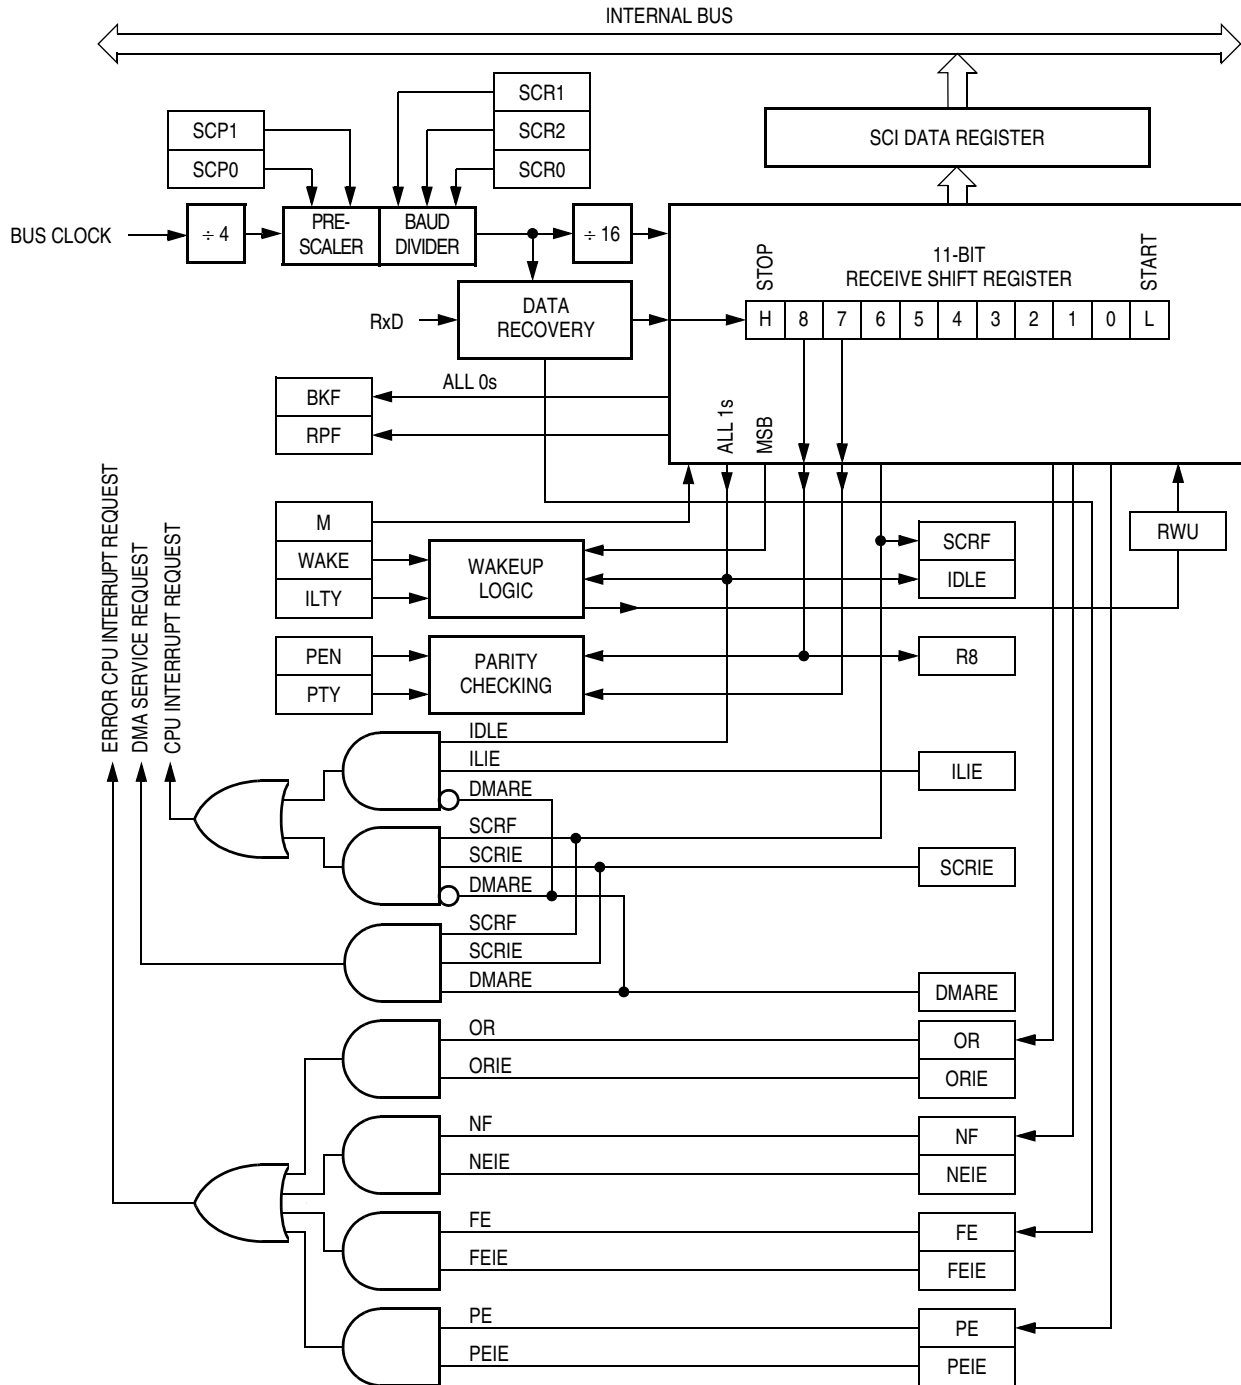 INTERNAL BUS
SCR1
SCR2
SCR0
SCP1
SCP0
SCI DATA REGISTER
BUS CLOCK
÷ 4
PRE-
SCALER
BAUD
DIVIDER
÷ 16
STOP
11-BIT
RECEIVE SHIFT REGISTER
START
H 8 7 6 5 4 3 2 1 0 L
RxD
DATA
RECOVERY
ALL 0s
BKF
RPF
ALL 1s
MSB
M
WAKE
ILTY
WAKEUP
LOGIC
SCRF
IDLE
RWU
PEN
PTY
PARITY
CHECKING
R8
ERROR CPU INTERRUPT REQUEST
DMA SERVICE REQUEST
CPU INTERRUPT REQUEST
IDLE
ILIE
ILIE
DMARE
SCRF
SCRIE
SCRIE
DMARE
SCRF
SCRIE
DMARE
DMARE
OR
OR
ORIE
ORIE
NF
NF
NEIE
NEIE
FE
FE
FEIE
FEIE
PE
PE
PEIE
PEIE